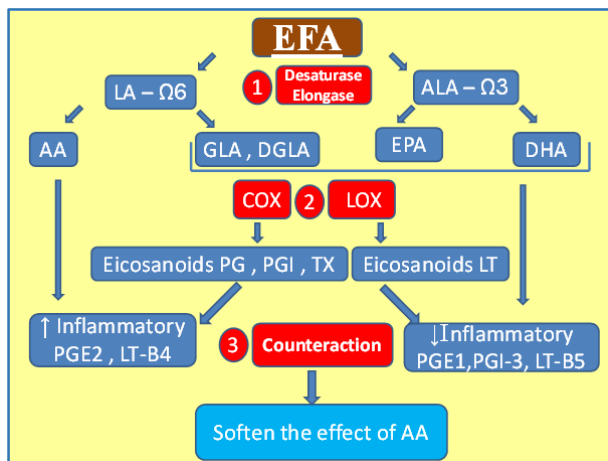 EFA
1
Desaturase
Elongase
LA – Ω6
ALA – Ω3
AA
GLA , DGLA
EPA
DHA
COX
2
LOX
Eicosanoids PG , PGI , TX
Eicosanoids LT
↑ Inflammatory
PGE2 , LT-B4
3
Counteraction
↓Inflammatory
PGE1,PGI-3, LT-B5
Soften the effect of AA